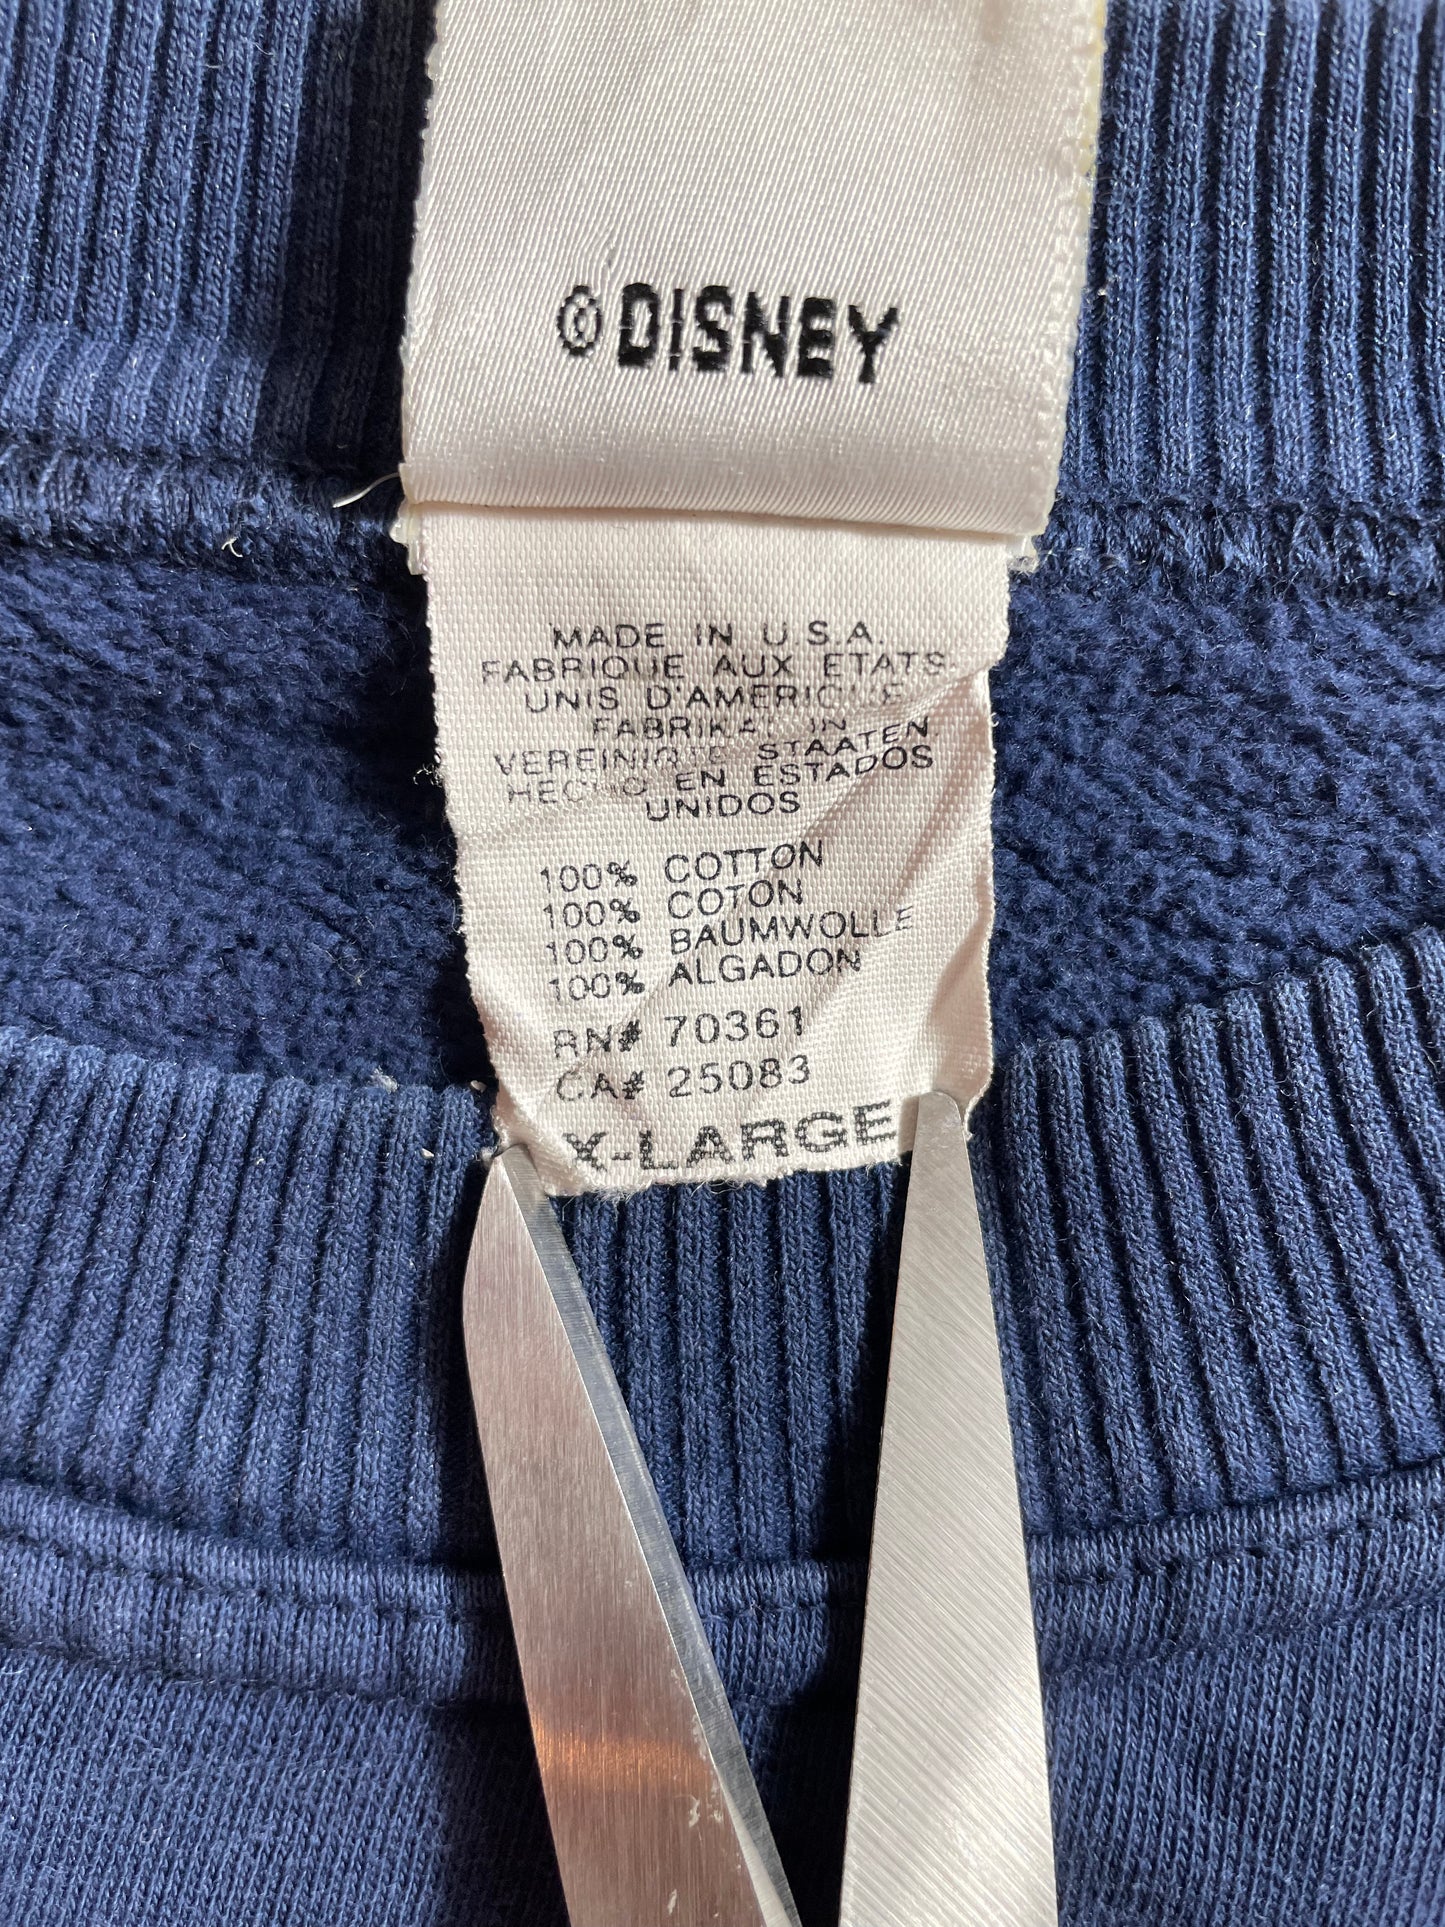 © DISNEY
MADE IN U.S.A.
FABRIQUE AUX ETATS
UNIS D'AMERIQUE
FABRIKAT IN
VEREINIGTE STAATEN
HECHO EN ESTADOS
UNIDOS
100% COTTON
100% COTON
100% BAUMWOLLE
100% ALGADON
RN# 70361
CA# 25083
X-LARGE